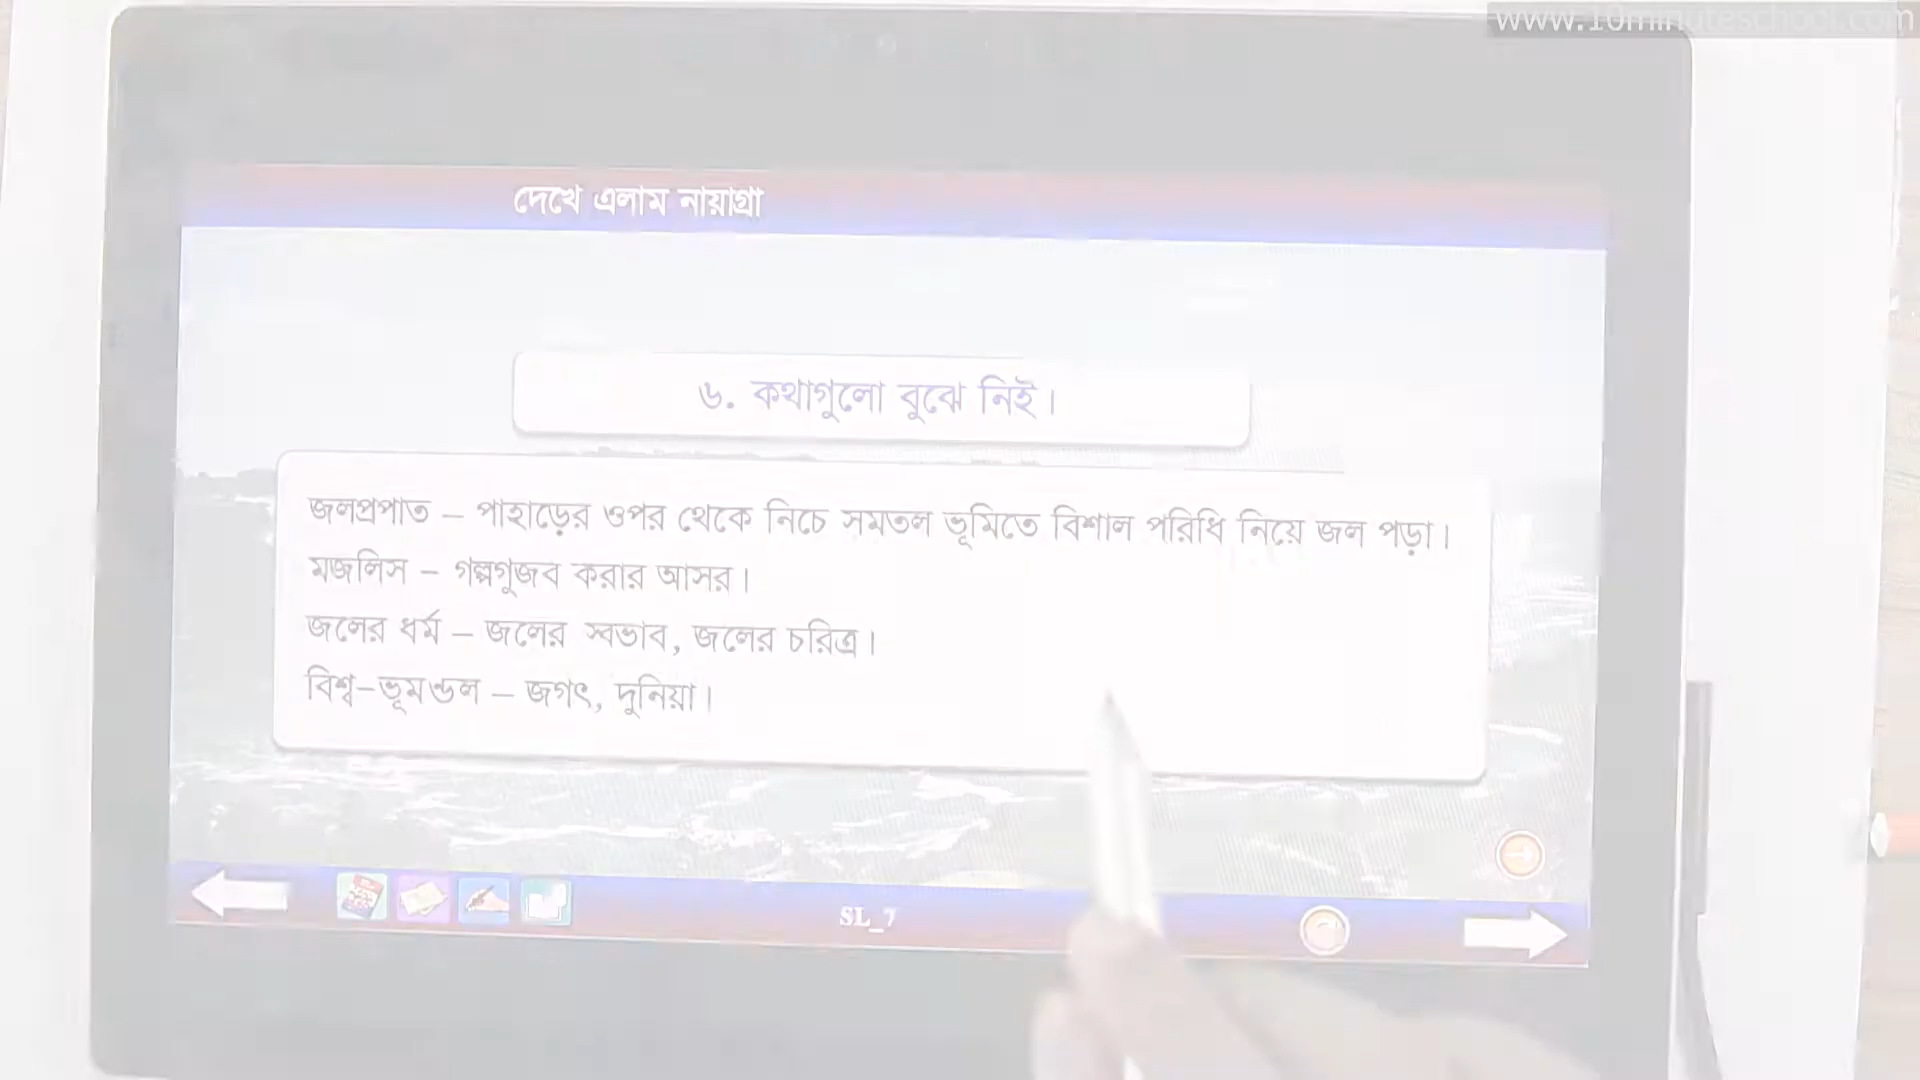 www.10minuteschool.com
দেখে এলাম নায়াগ্রা
৬. কথাগুলো বুঝে নিই।
জলপ্রপাত – পাহাড়ের ওপর থেকে নিচে সমতল ভূমিতে বিশাল পরিধি নিয়ে জল পড়া।
মজলিস – গল্পগুজব করার আসর।
জলের ধর্ম – জলের স্বভাব, জলের চরিত্র।
বিশ্ব-ভূমণ্ডল – জগৎ, দুনিয়া।
SL_7